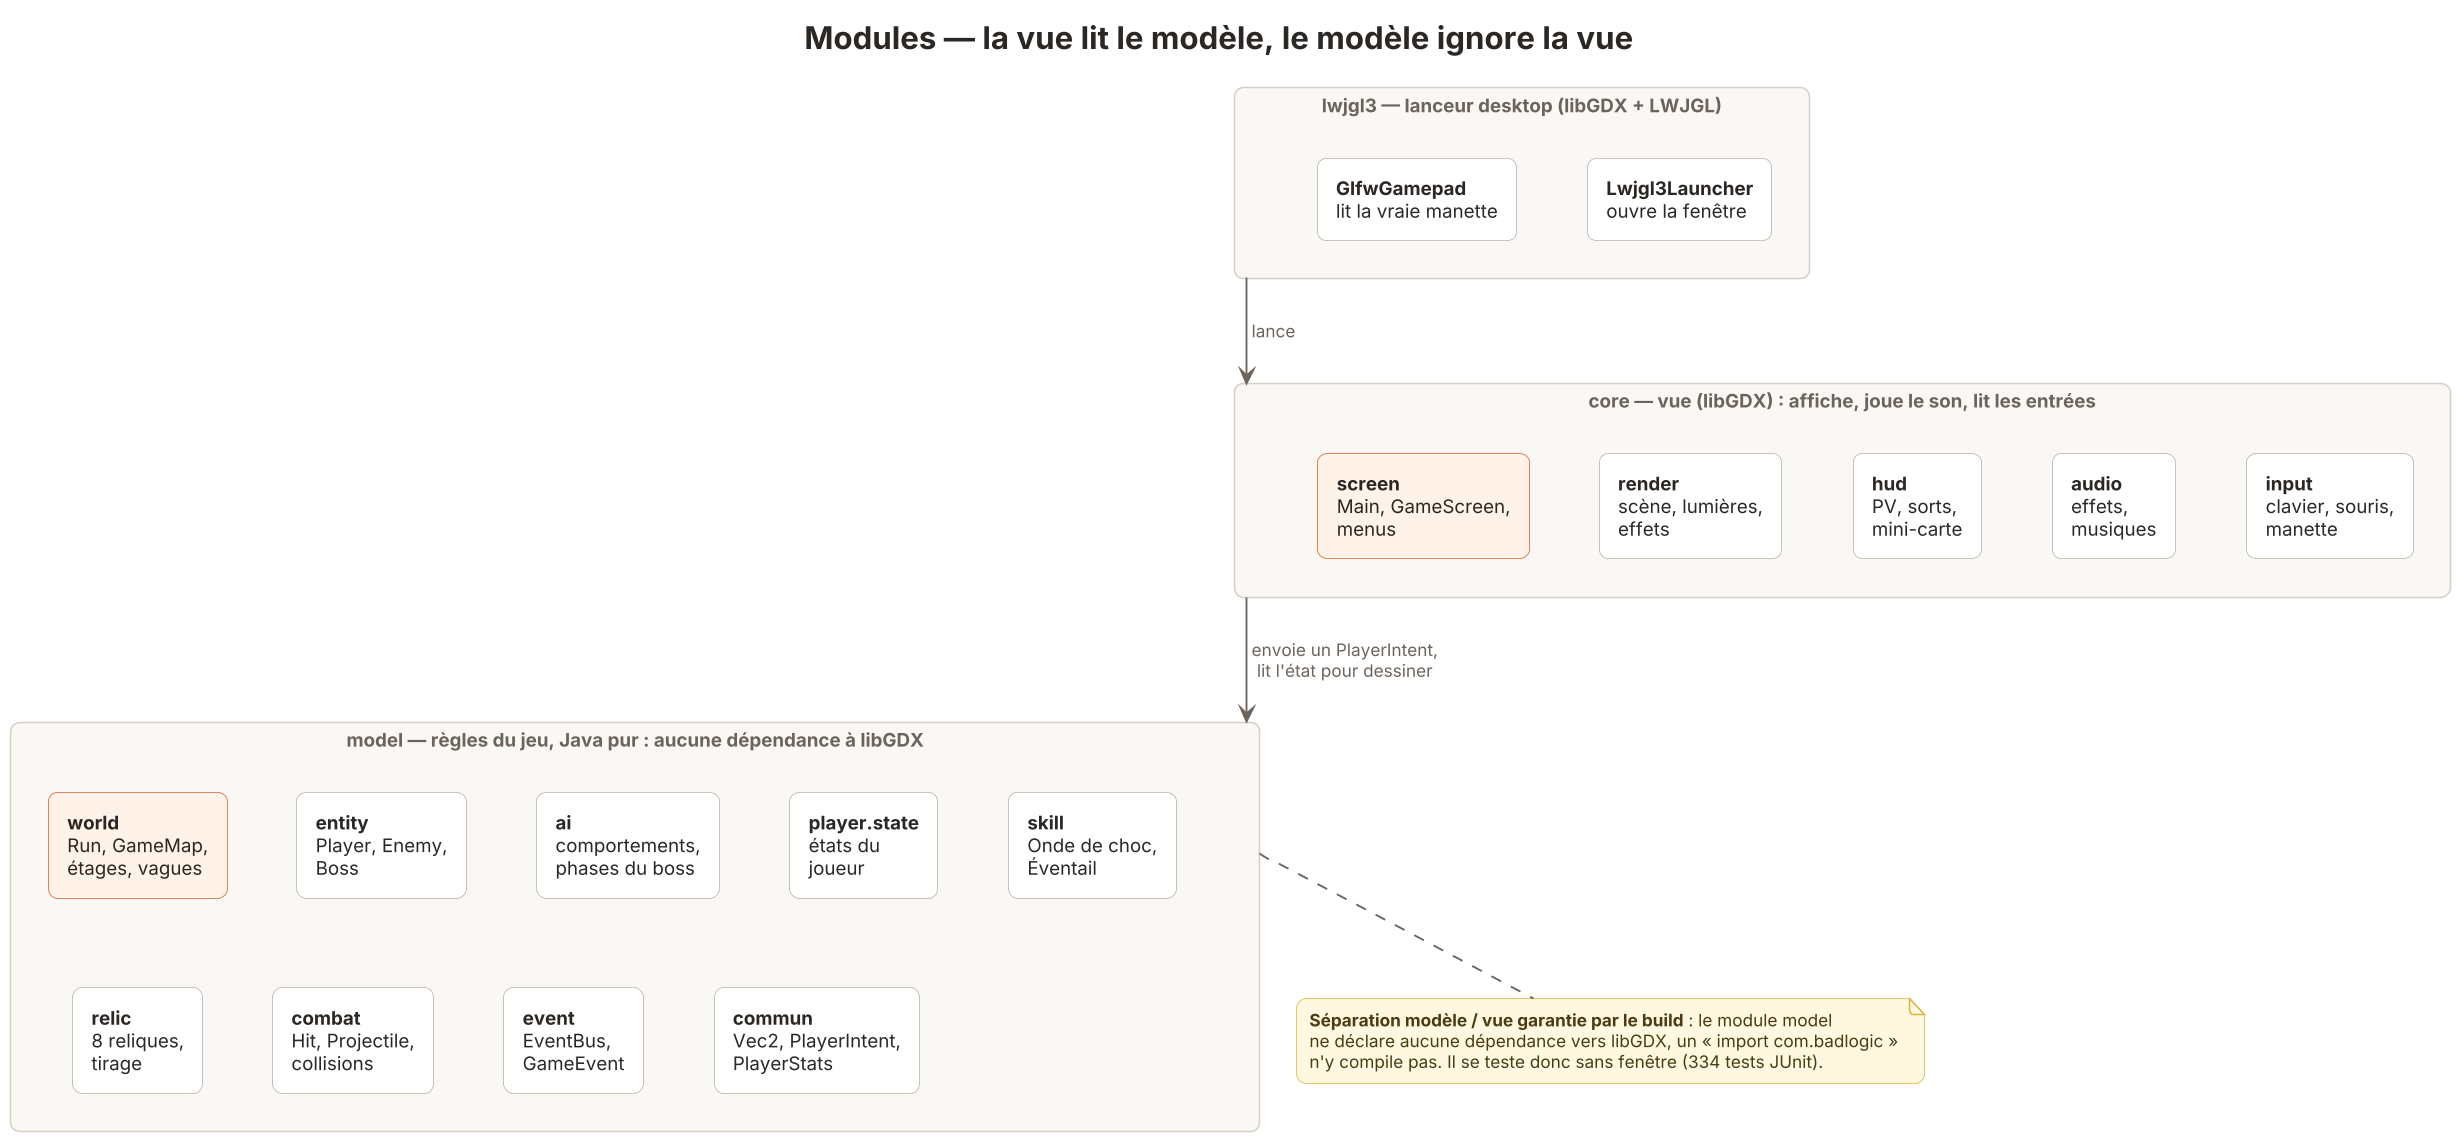 Modules — la vue lit le modèle, le modèle ignore la vue
lwjgl3 — lanceur desktop (libGDX + LWJGL)
GlfwGamepad
lit la vraie manette
Lwjgl3Launcher
ouvre la fenêtre
lance
core — vue (libGDX) : affiche, joue le son, lit les entrées
screen
Main, GameScreen,
menus
render
scène, lumières,
effets
hud
PV, sorts,
mini-carte
audio
effets,
musiques
input
clavier, souris,
manette
envoie un PlayerIntent,
lit l'état pour dessiner
model — règles du jeu, Java pur : aucune dépendance à libGDX
world
Run, GameMap,
étages, vagues
entity
Player, Enemy,
Boss
ai
comportements,
phases du boss
player.state
états du
joueur
skill
Onde de choc,
Éventail
relic
8 reliques,
tirage
combat
Hit, Projectile,
collisions
event
EventBus,
GameEvent
commun
Vec2, PlayerIntent,
PlayerStats
Séparation modèle / vue garantie par le build : le module model
ne déclare aucune dépendance vers libGDX, un « import com.badlogic »
n'y compile pas. Il se teste donc sans fenêtre (334 tests JUnit).